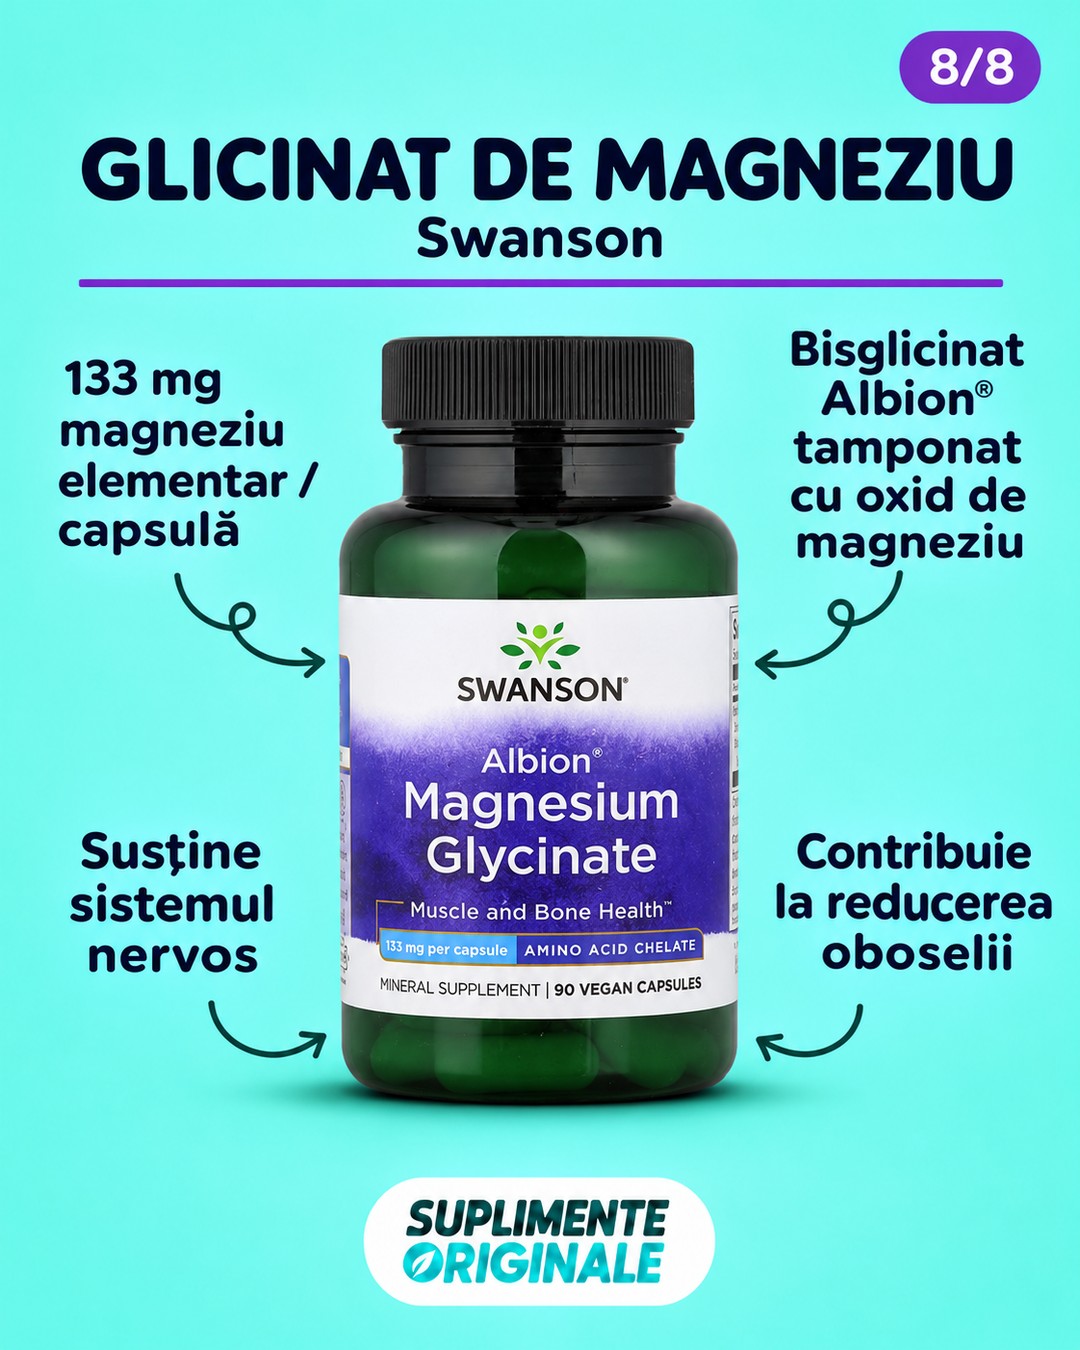 8/8
GLICINAT DE MAGNEZIU
Swanson
133 mg
magneziu
elementar /
capsulă
Bisglicinat
Albion®
tamponat
cu oxid de
magneziu
SWANSON®
Albion®
Magnesium
Glycinate
Muscle and Bone Health™
133 mg per capsule AMINO ACID CHELATE
MINERAL SUPPLEMENT | 90 VEGAN CAPSULES
Susține
sistemul
nervos
Contribuie
la reducerea
oboselii
SUPLIMENTE
ORIGINALE